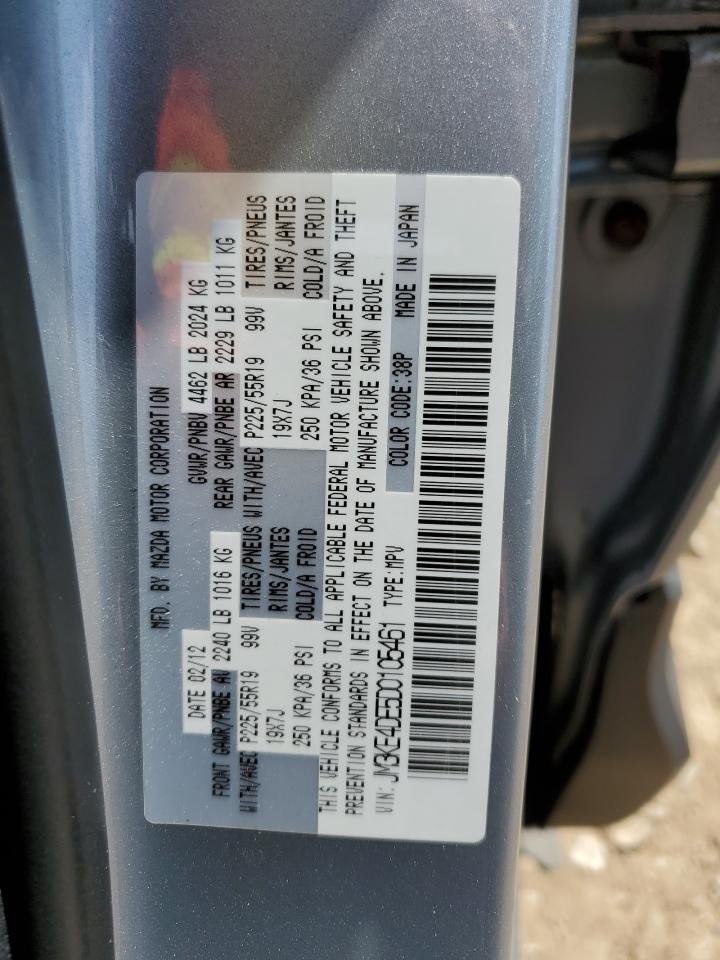 MFD. BY MAZDA MOTOR CORPORATION
DATE 02/12 GVWR/PNBV 4462 LB 2024 KG
FRONT GAWR/PNBE AV 2240 LB 1016 KG REAR GAWR/PNBE AR 2229 LB 1011 KG
WITH/AVEC P225/55R19 99V TIRES/PNEUS WITH/AVEC P225/55R19 99V TIRES/PNEUS
19X7J RIMS/JANTES 19X7J RIMS/JANTES
250 KPA/36 PSI COLD/A FROID 250 KPA/36 PSI COLD/A FROID
THIS VEHICLE CONFORMS TO ALL APPLICABLE FEDERAL MOTOR VEHICLE SAFETY AND THEFT
PREVENTION STANDARDS IN EFFECT ON THE DATE OF MANUFACTURE SHOWN ABOVE.
VIN: JM3KE4DE5D0105461 TYPE:MPV COLOR CODE:38P MADE IN JAPAN